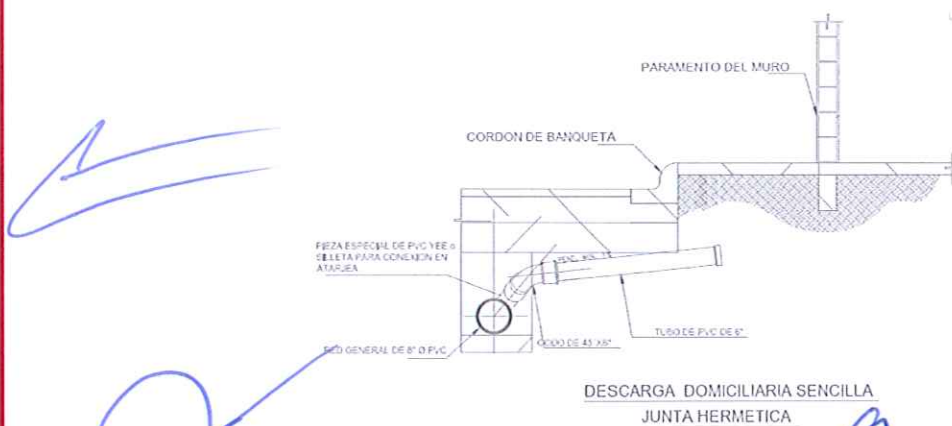 PARAMENTO DEL MURO
CORDON DE BANQUETA
PIEZA ESPECIAL DE PVC YEE o
SILLETA PARA CONEXION EN
ATARJEA
RED GENERAL DE 8" Ø PVC
CODO DE 45 X6"
TUBO DE PVC DE 6"
DESCARGA DOMICILIARIA SENCILLA
JUNTA HERMETICA